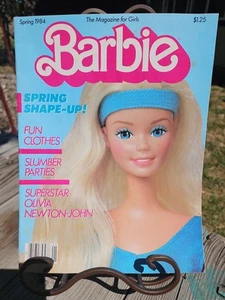 Spring 1984
The Magazine for Girls
$1.25
Barbie
SPRING
SHAPE-UP!
FUN
CLOTHES
SLUMBER
PARTIES
SUPERSTAR
OLIVIA
NEWTON-JOHN